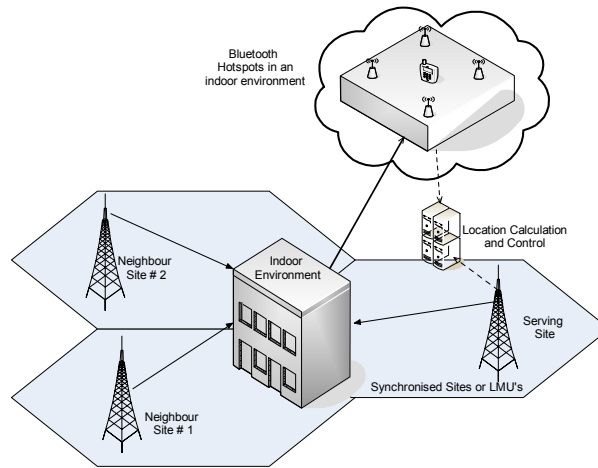 Bluetooth
Hotspots in an
indoor environment
Location Calculation
and Control
Indoor
Environment
Neighbour
Site # 2
Serving
Site
Synchronised Sites or LMU's
Neighbour
Site # 1